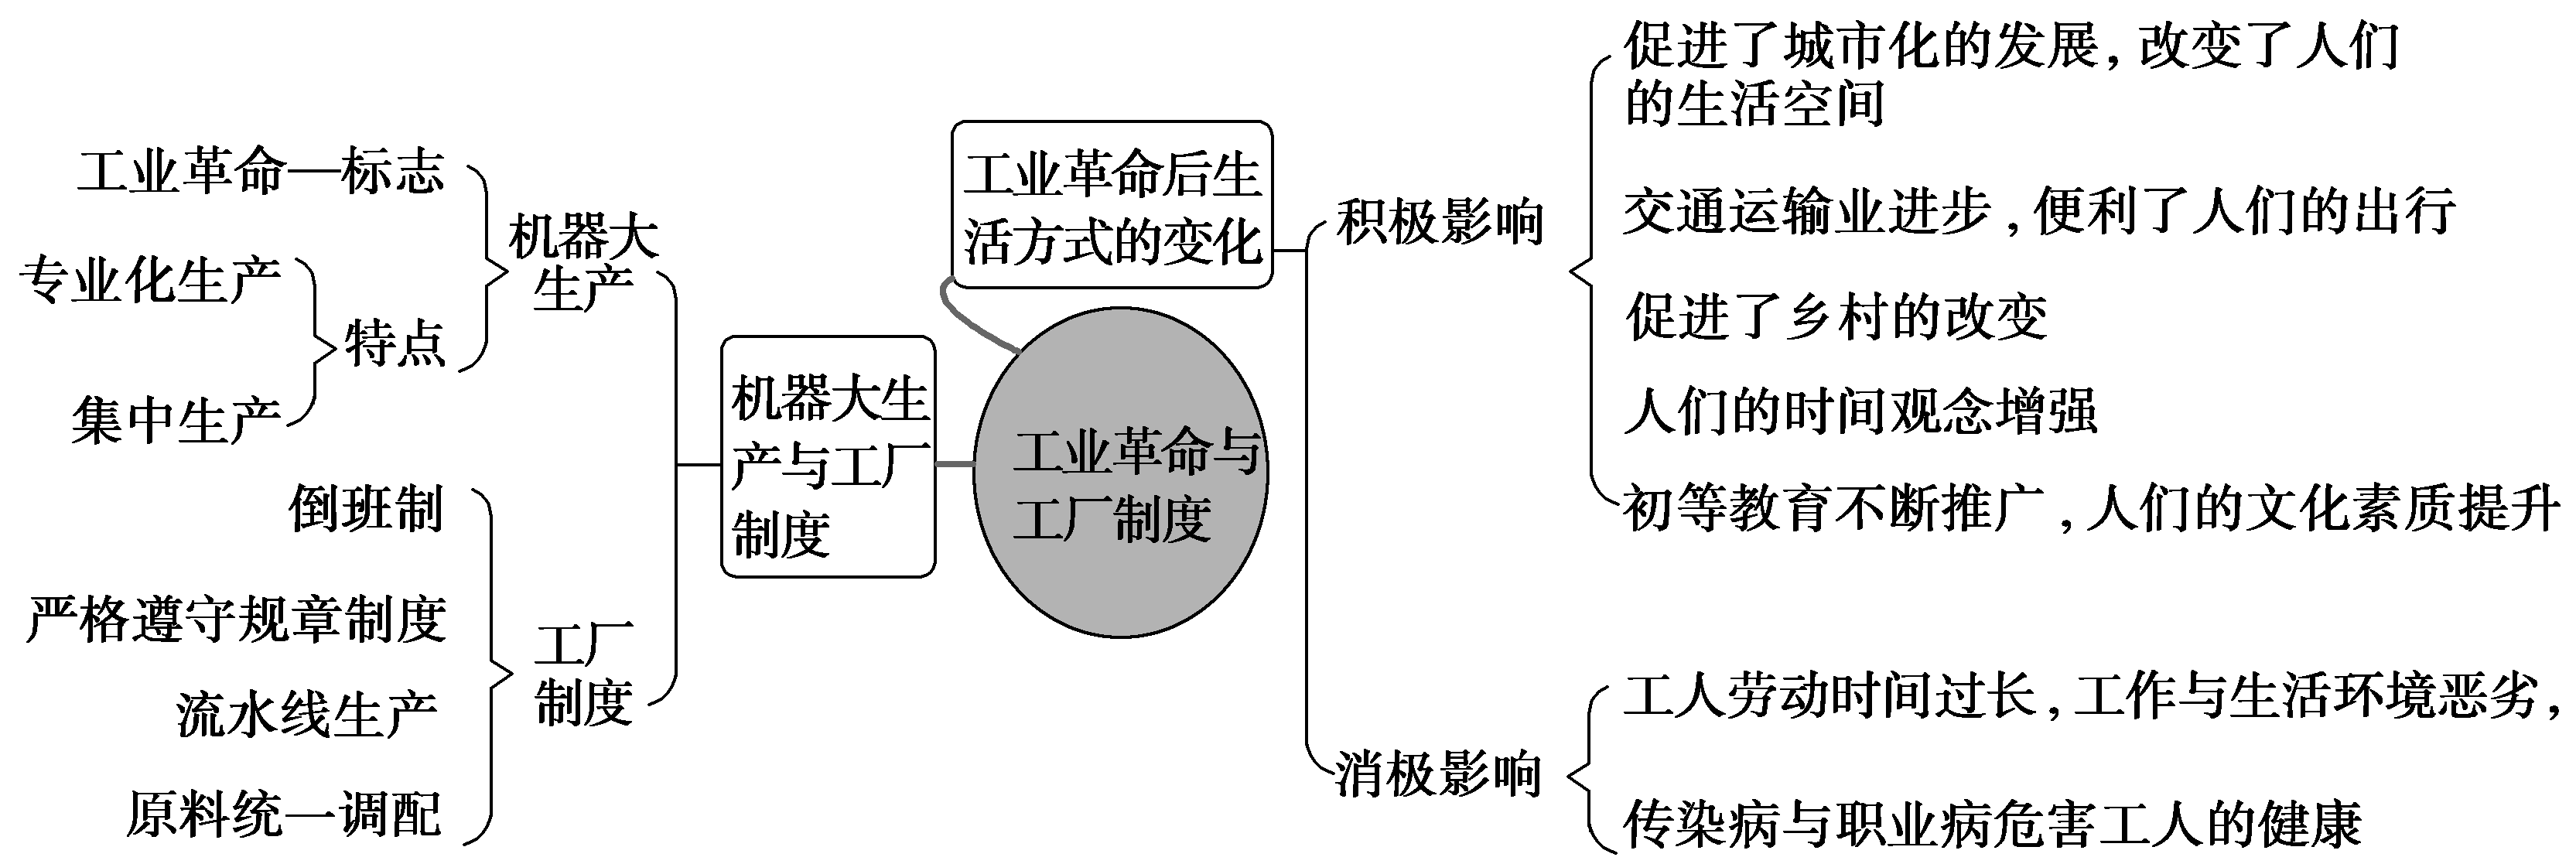 工业革命—标志
专业化生产
集中生产
特点
机器大
生产
倒班制
严格遵守规章制度
流水线生产
原料统一调配
工厂
制度
机器大生
产与工厂
制度
工业革命与
工厂制度
工业革命后生
活方式的变化
积极影响
促进了城市化的发展,改变了人们
的生活空间
交通运输业进步,便利了人们的出行
促进了乡村的改变
人们的时间观念增强
初等教育不断推广,人们的文化素质提升
消极影响
工人劳动时间过长,工作与生活环境恶劣,
传染病与职业病危害工人的健康